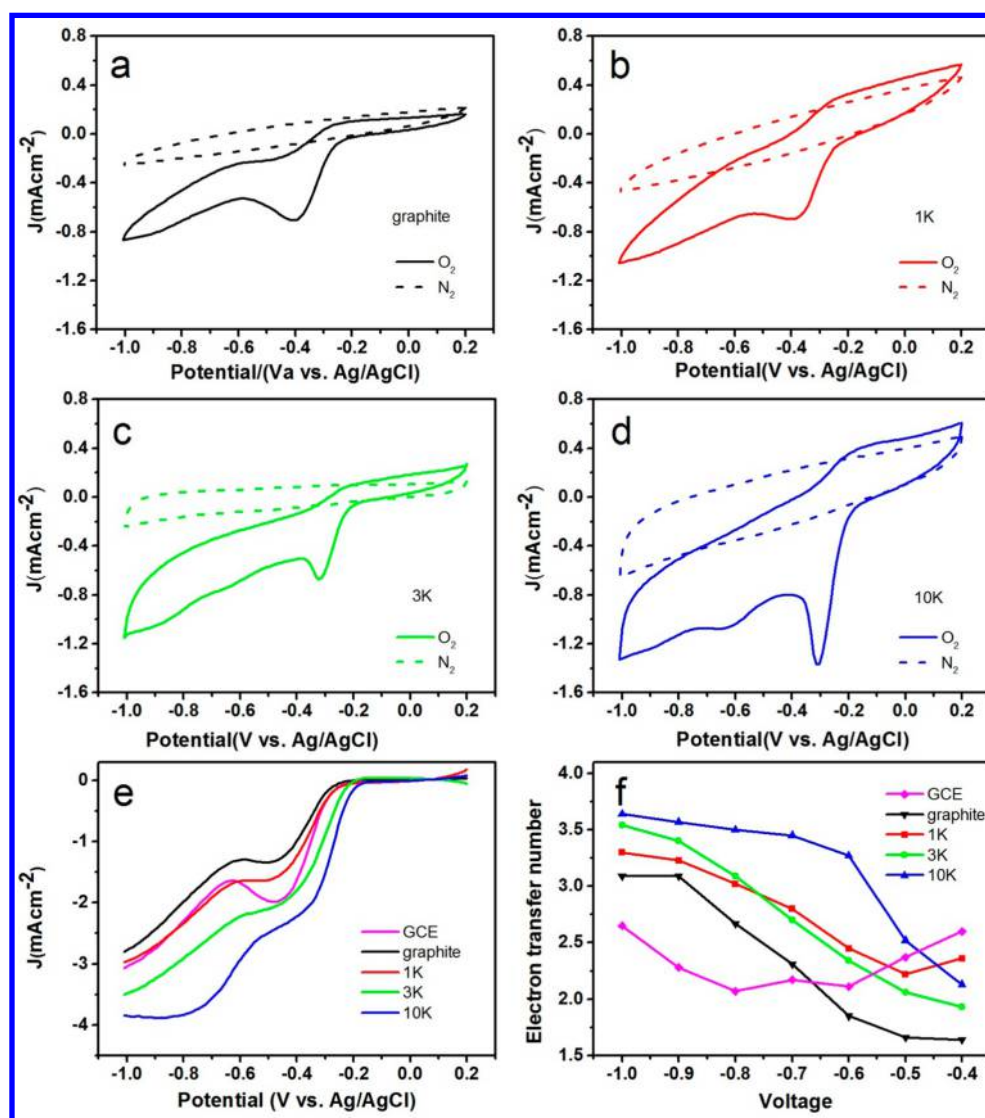 a
0.8
0.4
0.0
-0.4
-0.8
-1.2
-1.6
J(mAcm-2)
graphite
O2
N2
-1.0 -0.8 -0.6 -0.4 -0.2 0.0 0.2
Potential/(Va vs. Ag/AgCl)
b
0.8
0.4
0.0
-0.4
-0.8
-1.2
-1.6
J(mAcm-2)
1K
O2
N2
-1.0 -0.8 -0.6 -0.4 -0.2 0.0 0.2
Potential(V vs. Ag/AgCl)
c
0.8
0.4
0.0
-0.4
-0.8
-1.2
-1.6
J(mAcm-2)
3K
O2
N2
-1.0 -0.8 -0.6 -0.4 -0.2 0.0 0.2
Potential(V vs. Ag/AgCl)
d
0.8
0.4
0.0
-0.4
-0.8
-1.2
-1.6
J(mAcm-2)
10K
O2
N2
-1.0 -0.8 -0.6 -0.4 -0.2 0.0 0.2
Potential(V vs. Ag/AgCl)
e
0
-1
-2
-3
-4
J(mAcm-2)
GCE
graphite
1K
3K
10K
-1.0 -0.8 -0.6 -0.4 -0.2 0.0 0.2
Potential (V vs. Ag/AgCl)
f
4.0
3.5
3.0
2.5
2.0
1.5
Electron transfer number
GCE
graphite
1K
3K
10K
-1.0 -0.9 -0.8 -0.7 -0.6 -0.5 -0.4
Voltage